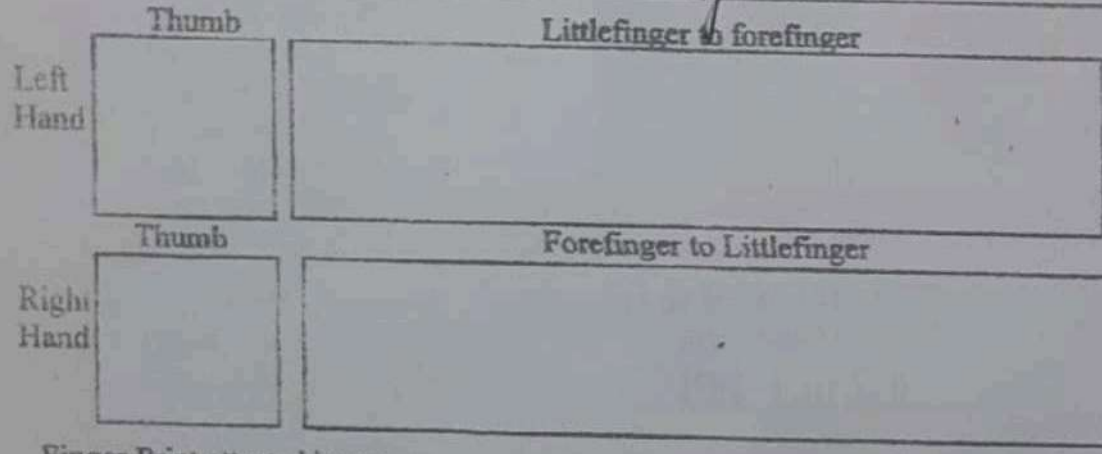 Thumb Littlefinger to forefinger
Left
Hand
Thumb Forefinger to Littlefinger
Right
Hand